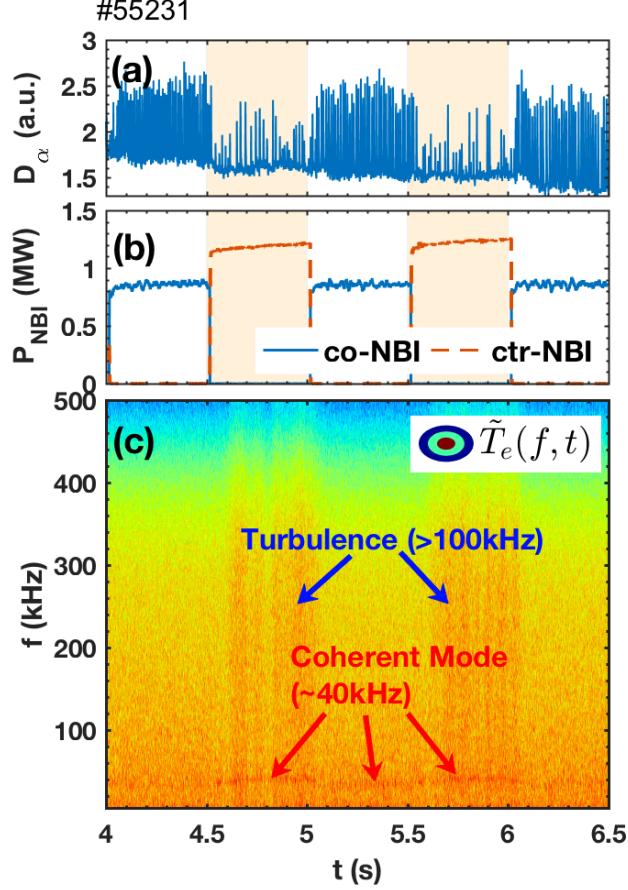 #55231
(a)
D_α (a.u.)
3
2.5
2
1.5
(b)
P_NBI (MW)
1.5
1
0.5
0
co-NBI ctr-NBI
(c)
T̃_e(f, t)
f (kHz)
500
400
300
200
100
Turbulence (>100kHz)
Coherent Mode
(~40kHz)
4 4.5 5 5.5 6 6.5
t (s)